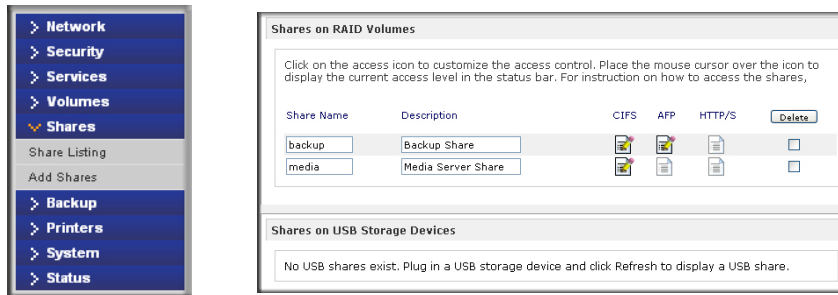 Network
Security
Services
Volumes
Shares
Share Listing
Add Shares
Backup
Printers
System
Status
Shares on RAID Volumes
Click on the access icon to customize the access control. Place the mouse cursor over the icon to
display the current access level in the status bar. For instruction on how to access the shares,
Share Name Description CIFS AFP HTTP/S Delete
backup Backup Share
media Media Server Share
Shares on USB Storage Devices
No USB shares exist. Plug in a USB storage device and click Refresh to display a USB share.